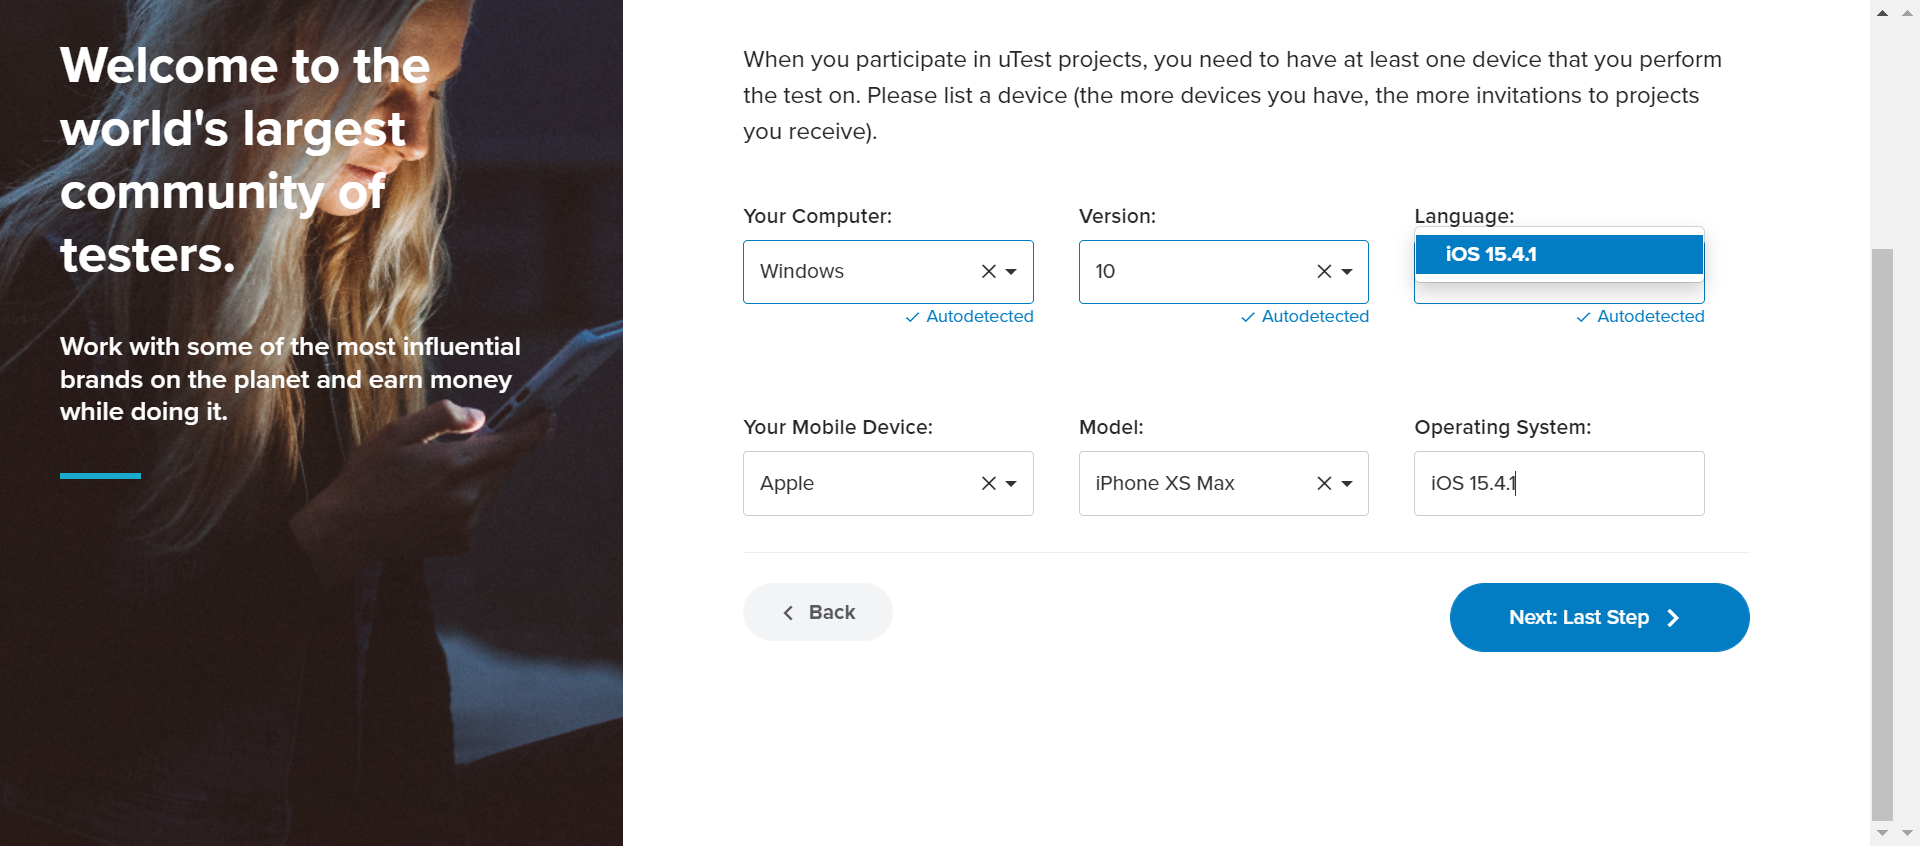 Welcome to the
world's largest
community of
testers.
Work with some of the most influential
brands on the planet and earn money
while doing it.
When you participate in uTest projects, you need to have at least one device that you perform
the test on. Please list a device (the more devices you have, the more invitations to projects
you receive).
Your Computer: Version: Language:
Windows 10 iOS 15.4.1
Autodetected Autodetected Autodetected
Your Mobile Device: Model: Operating System:
Apple iPhone XS Max iOS 15.4.1
Back Next: Last Step